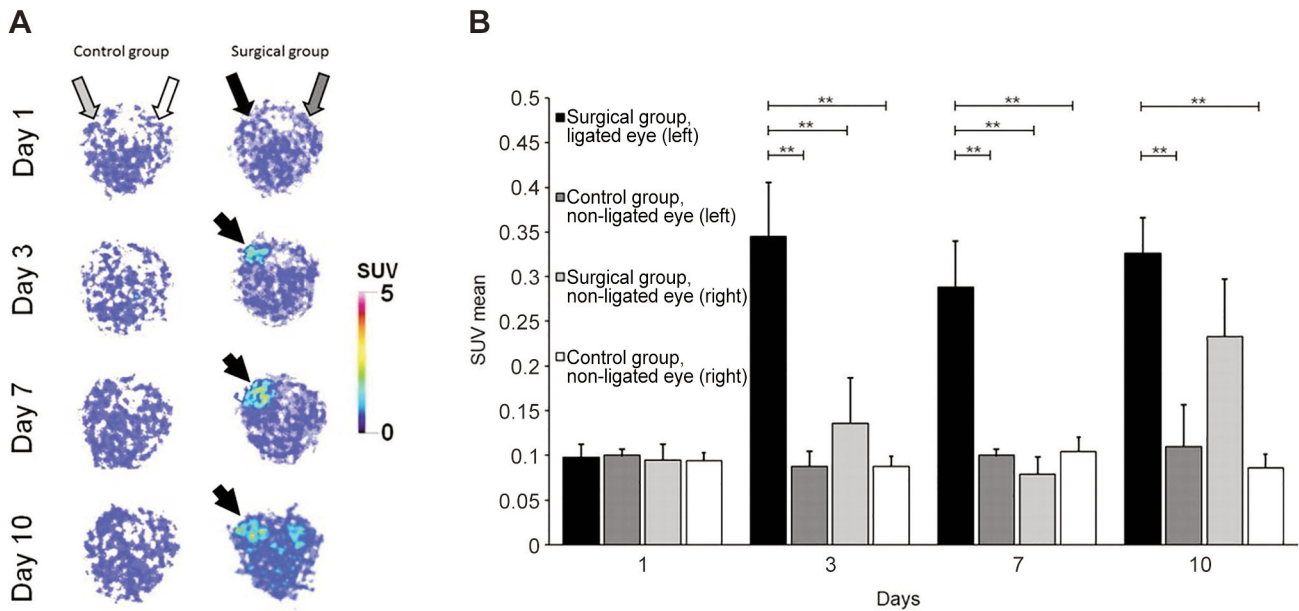 A
Control group
Surgical group
Day 1
Day 3
Day 7
Day 10
SUV
5
0
B
SUV mean
0.5
0.45
0.4
0.35
0.3
0.25
0.2
0.15
0.1
0.05
0
Surgical group,
ligated eye (left)
Control group,
non-ligated eye (left)
Surgical group,
non-ligated eye (right)
Control group,
non-ligated eye (right)
**
**
**
**
**
**
**
**
1
3
7
10
Days